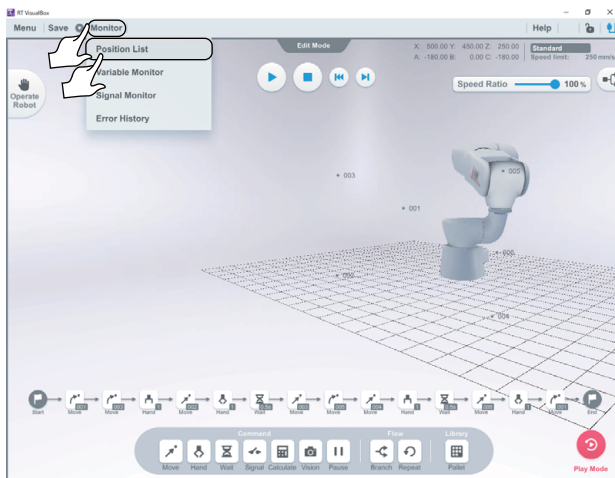 RT VisualBox
Menu Save Monitor Help
Position List
Variable Monitor
Signal Monitor
Error History
Edit Mode
X: 500.00 Y: 450.00 Z: 250.00 Standard
A: -180.00 B: 0.00 C: -180.00 Speed limit: 250 mm/s
Speed Ratio 100 %
Operate
Robot
003
005
001
006
002
004
Start Move Move Hand Move Hand Wait Move Move Move Hand Wait Move Hand Move End
Command Flow Library
Move Hand Wait Signal Calculate Vision Pause Branch Repeat Pallet
Play Mode